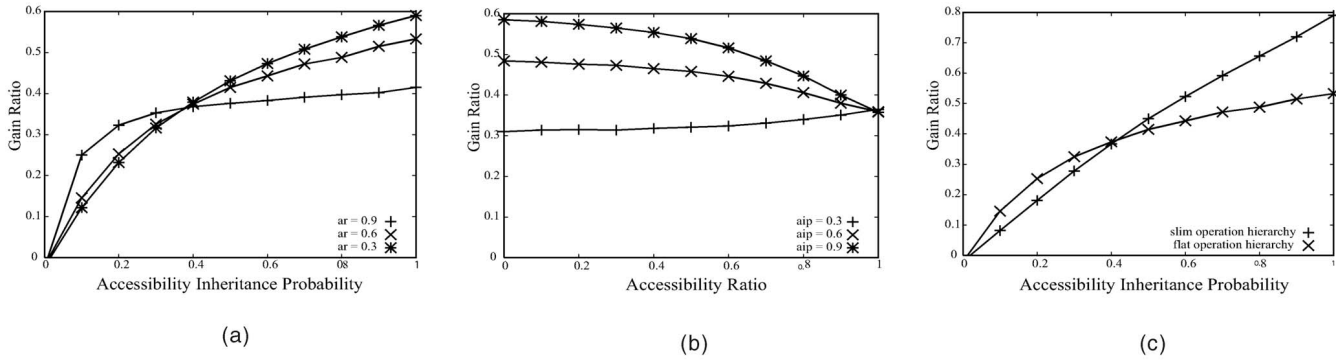 0.6
0.5
0.4
0.3
0.2
0.1
0
Gain Ratio
ar = 0.9
ar = 0.6
ar = 0.3
0 0.2 0.4 0.6 0.8 1
Accessibility Inheritance Probability
(a)
0.6
0.5
0.4
0.3
0.2
0.1
0
Gain Ratio
aip = 0.3
aip = 0.6
aip = 0.9
0 0.2 0.4 0.6 0.8 1
Accessibility Ratio
(b)
0.8
0.7
0.6
0.5
0.4
0.3
0.2
0.1
0
Gain Ratio
slim operation hierarchy
flat operation hierarchy
0 0.2 0.4 0.6 0.8 1
Accessibility Inheritance Probability
(c)